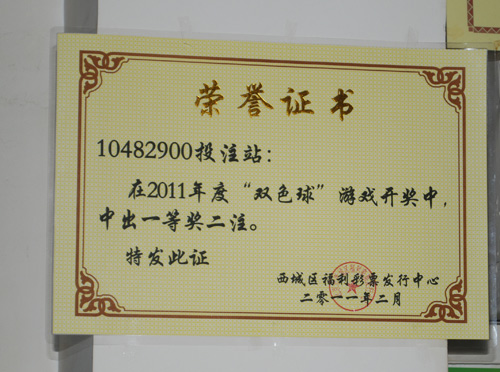 荣誉证书
10482900投注站：
在2011年度“双色球”游戏开奖中，
中出一等奖二注。
特发此证
西城区福利彩票发行中心
二零一一年二月